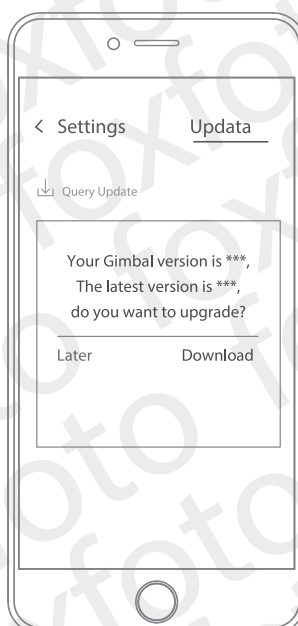 < Settings Updata
Query Update
Your Gimbal version is ***,
The latest version is ***,
do you want to upgrade?
Later Download
foxfoto